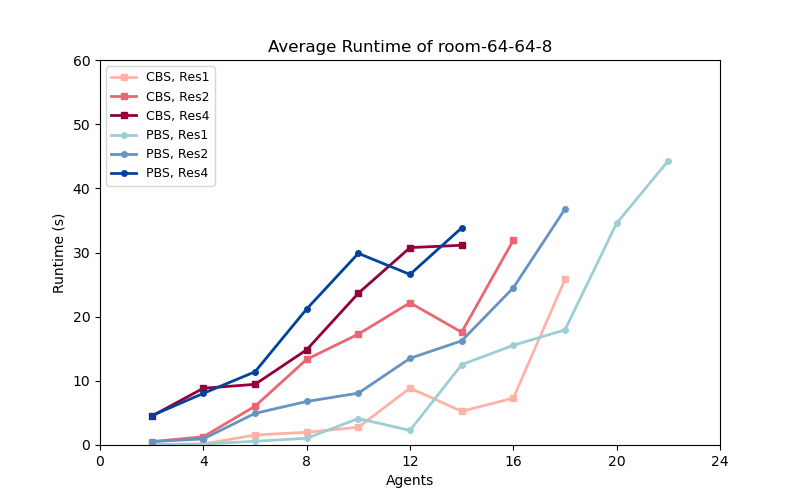 Average Runtime of room-64-64-8
60
50
40
30
20
10
0
Runtime (s)
CBS, Res1
CBS, Res2
CBS, Res4
PBS, Res1
PBS, Res2
PBS, Res4
0 4 8 12 16 20 24
Agents